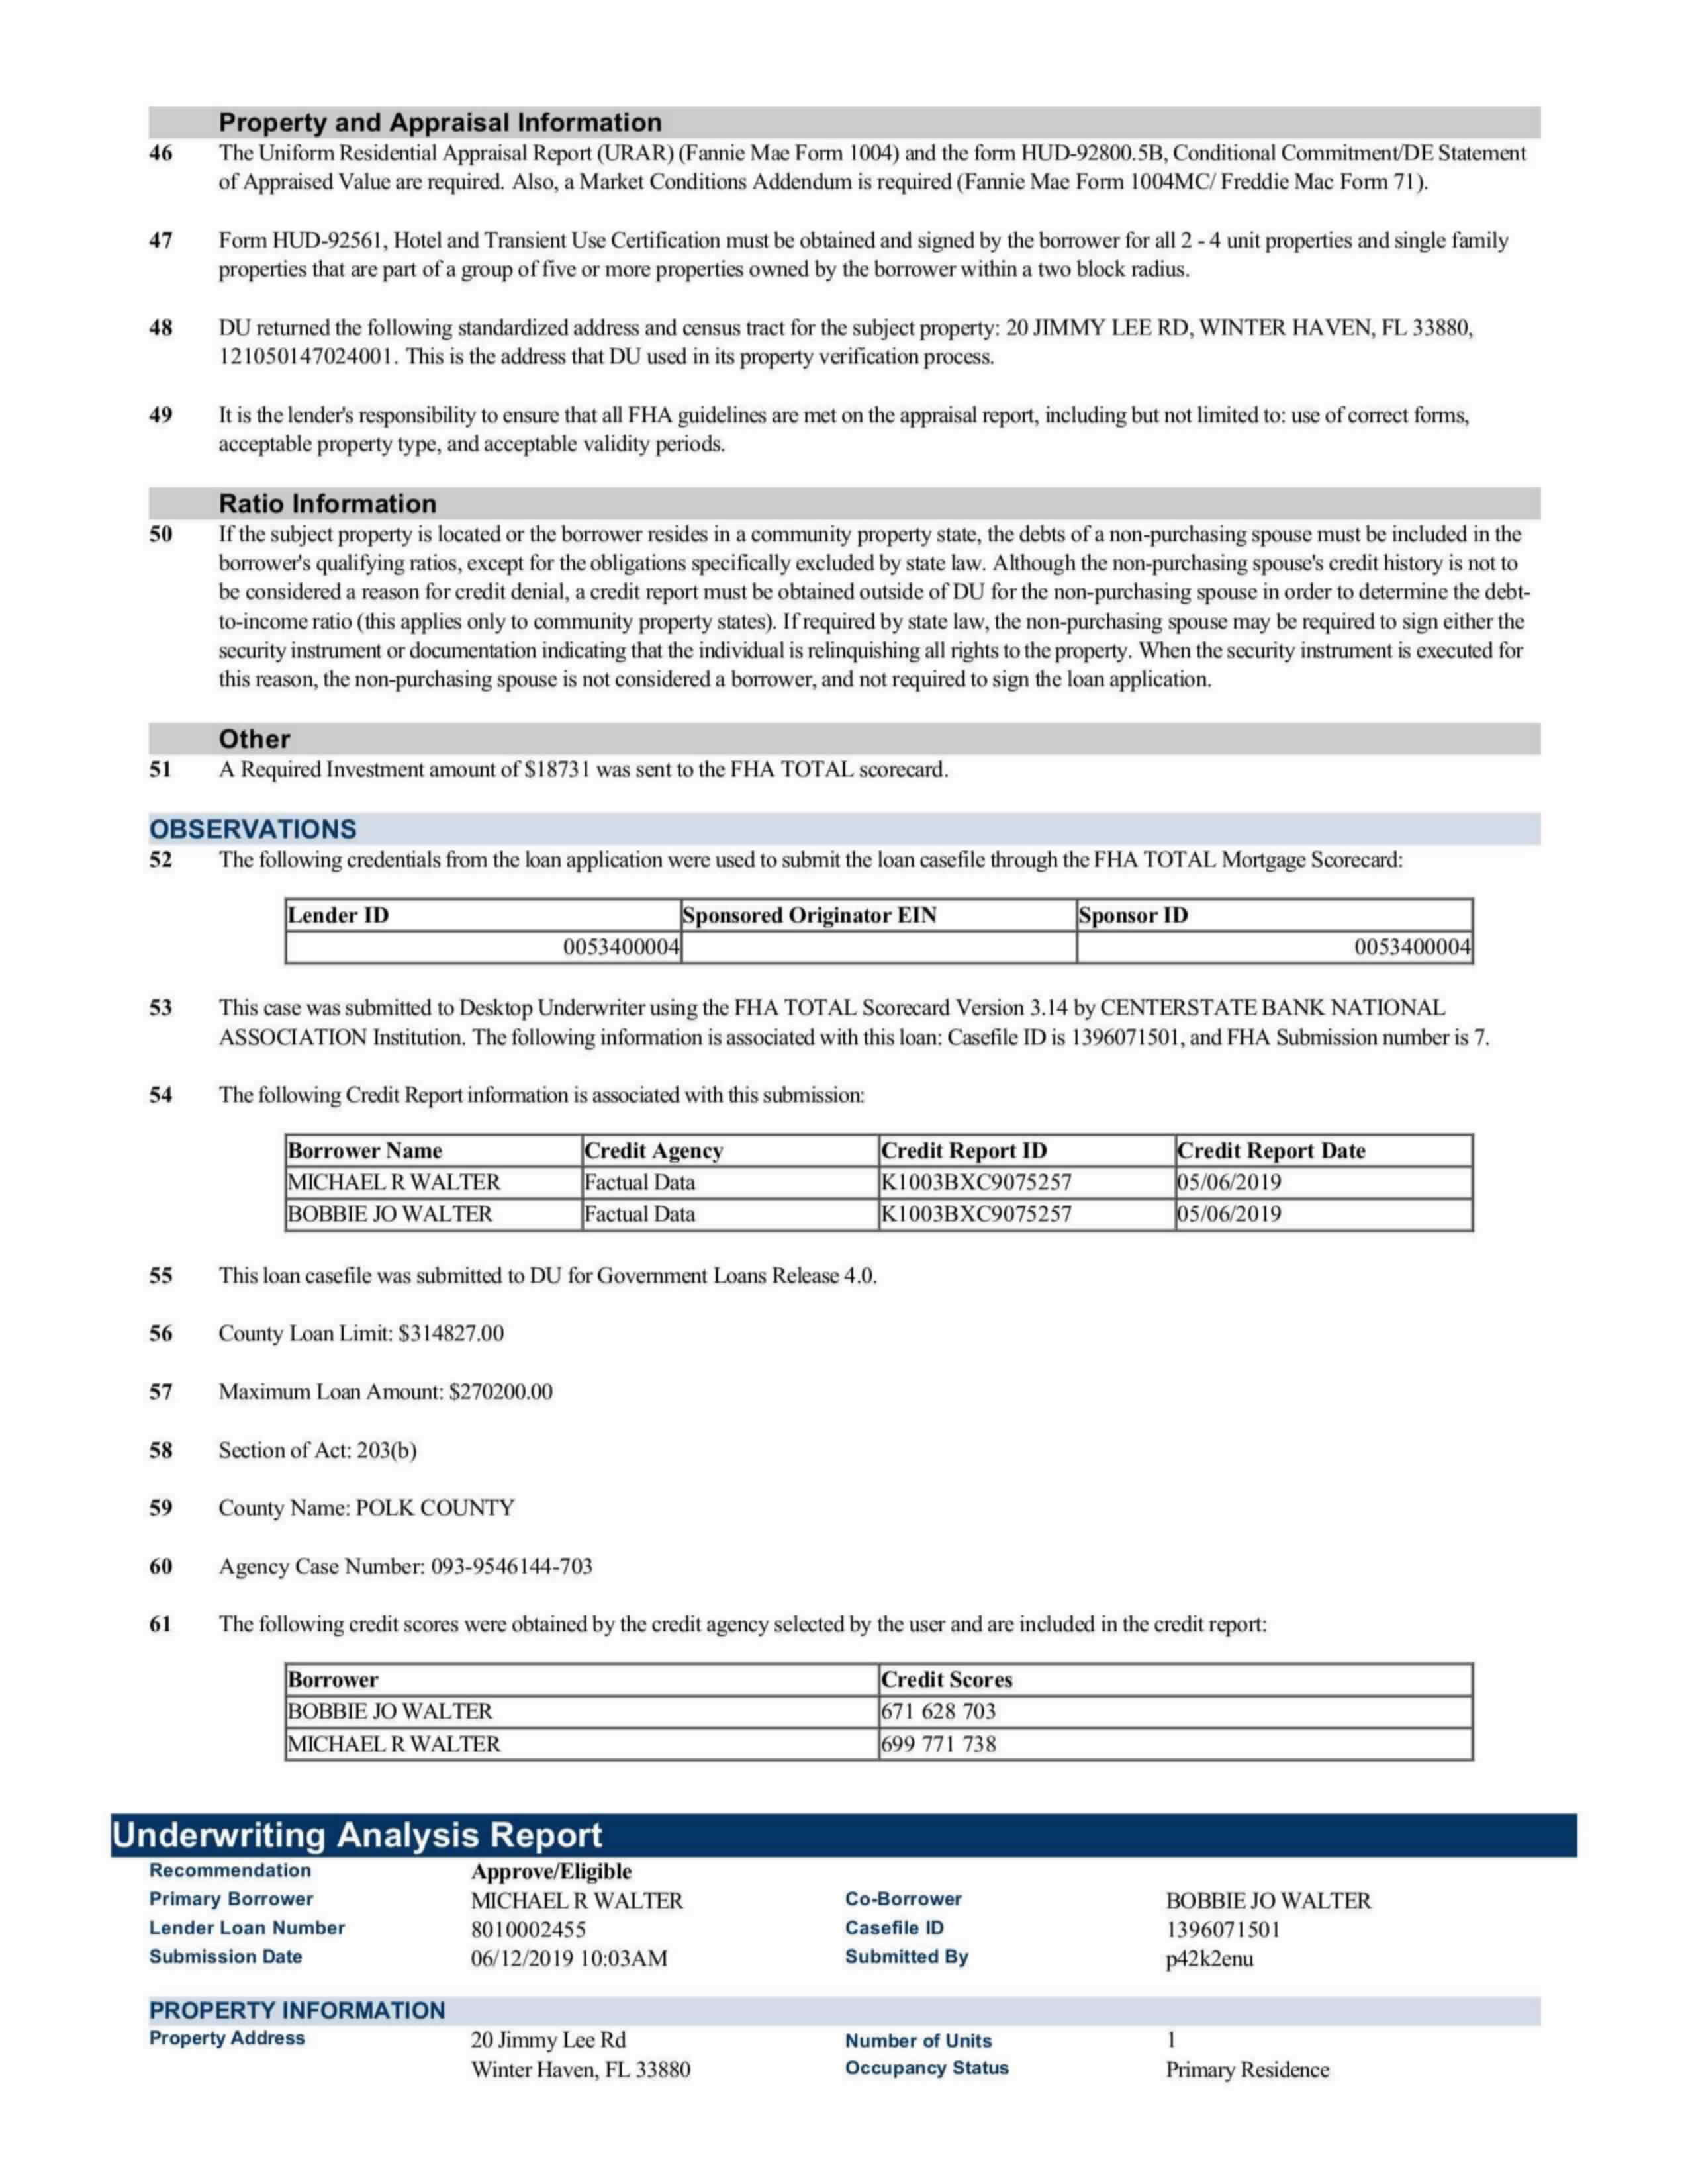 Property and Appraisal Information
46 The Uniform Residential Appraisal Report (URAR) (Fannie Mae Form 1004) and the form HUD-92800.5B, Conditional Commitment/DE Statement
of Appraised Value are required. Also, a Market Conditions Addendum is required (Fannie Mae Form 1004MC/ Freddie Mac Form 71).
47 Form HUD-92561, Hotel and Transient Use Certification must be obtained and signed by the borrower for all 2 - 4 unit properties and single family
properties that are part of a group of five or more properties owned by the borrower within a two block radius.
48 DU returned the following standardized address and census tract for the subject property: 20 JIMMY LEE RD, WINTER HAVEN, FL 33880,
121050147024001. This is the address that DU used in its property verification process.
49 It is the lender's responsibility to ensure that all FHA guidelines are met on the appraisal report, including but not limited to: use of correct forms,
acceptable property type, and acceptable validity periods.
Ratio Information
50 If the subject property is located or the borrower resides in a community property state, the debts of a non-purchasing spouse must be included in the
borrower's qualifying ratios, except for the obligations specifically excluded by state law. Although the non-purchasing spouse's credit history is not to
be considered a reason for credit denial, a credit report must be obtained outside of DU for the non-purchasing spouse in order to determine the debt-
to-income ratio (this applies only to community property states). If required by state law, the non-purchasing spouse may be required to sign either the
security instrument or documentation indicating that the individual is relinquishing all rights to the property. When the security instrument is executed for
this reason, the non-purchasing spouse is not considered a borrower, and not required to sign the loan application.
Other
51 A Required Investment amount of $18731 was sent to the FHA TOTAL scorecard.
OBSERVATIONS
52 The following credentials from the loan application were used to submit the loan casefile through the FHA TOTAL Mortgage Scorecard:
Lender ID Sponsored Originator EIN Sponsor ID
0053400004 0053400004
53 This case was submitted to Desktop Underwriter using the FHA TOTAL Scorecard Version 3.14 by CENTERSTATE BANK NATIONAL
ASSOCIATION Institution. The following information is associated with this loan: Casefile ID is 1396071501, and FHA Submission number is 7.
54 The following Credit Report information is associated with this submission:
Borrower Name Credit Agency Credit Report ID Credit Report Date
MICHAEL R WALTER Factual Data K1003BXC9075257 05/06/2019
BOBBIE JO WALTER Factual Data K1003BXC9075257 05/06/2019
55 This loan casefile was submitted to DU for Government Loans Release 4.0.
56 County Loan Limit: $314827.00
57 Maximum Loan Amount: $270200.00
58 Section of Act: 203(b)
59 County Name: POLK COUNTY
60 Agency Case Number: 093-9546144-703
61 The following credit scores were obtained by the credit agency selected by the user and are included in the credit report:
Borrower Credit Scores
BOBBIE JO WALTER 671 628 703
MICHAEL R WALTER 699 771 738
Underwriting Analysis Report
Recommendation Approve/Eligible
Primary Borrower MICHAEL R WALTER Co-Borrower BOBBIE JO WALTER
Lender Loan Number 8010002455 Casefile ID 1396071501
Submission Date 06/12/2019 10:03AM Submitted By p42k2enu
PROPERTY INFORMATION
Property Address 20 Jimmy Lee Rd Number of Units 1
Winter Haven, FL 33880 Occupancy Status Primary Residence